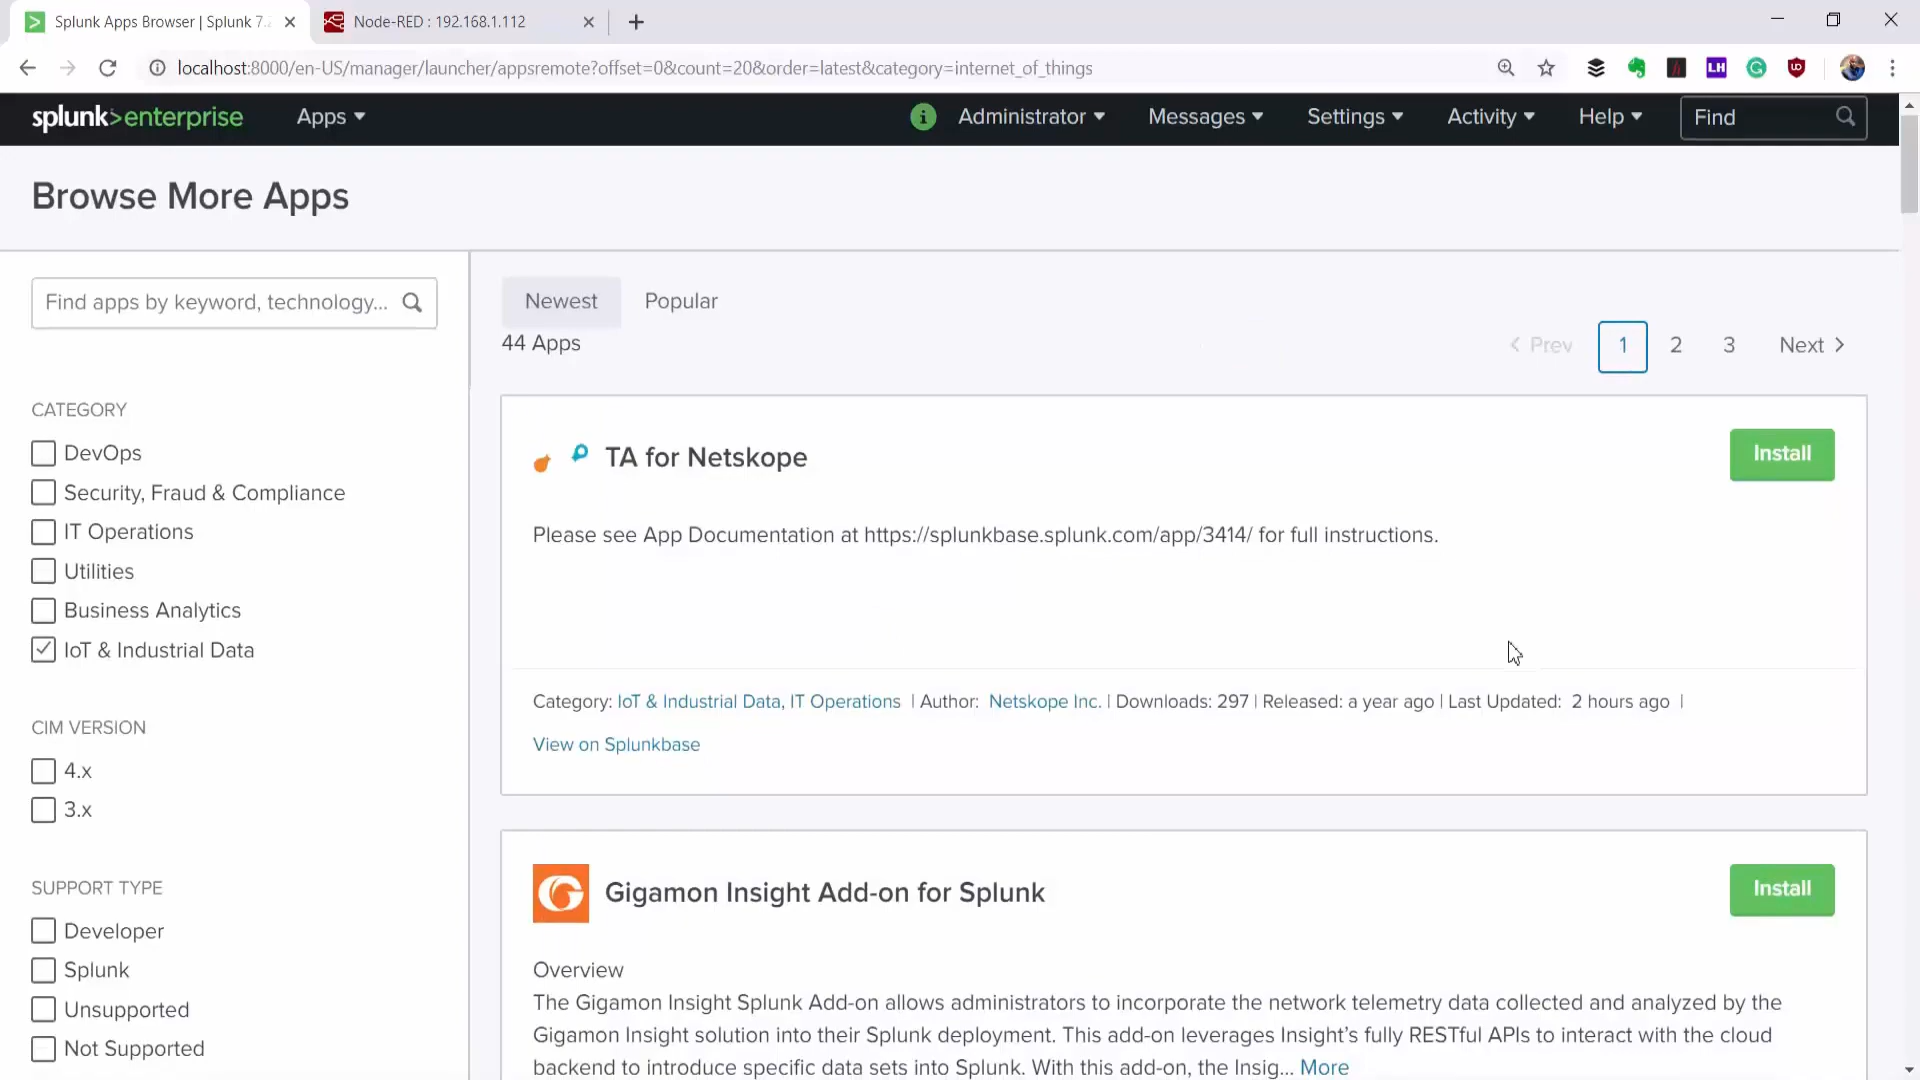 Splunk Apps Browser | Splunk 7.
Node-RED : 192.168.1.112
localhost:8000/en-US/manager/launcher/appsremote?offset=0&count=20&order=latest&category=internet_of_things
LH
splunk>enterprise
Apps
i
Administrator
Messages
Settings
Activity
Help
Find
Browse More Apps
Find apps by keyword, technology...
Newest
Popular
44 Apps
Prev
1
2
3
Next
CATEGORY
DevOps
Security, Fraud & Compliance
IT Operations
Utilities
Business Analytics
IoT & Industrial Data
CIM VERSION
4.x
3.x
SUPPORT TYPE
Developer
Splunk
Unsupported
Not Supported
TA for Netskope
Install
Please see App Documentation at https://splunkbase.splunk.com/app/3414/ for full instructions.
Category: IoT & Industrial Data, IT Operations | Author: Netskope Inc. | Downloads: 297 | Released: a year ago | Last Updated: 2 hours ago |
View on Splunkbase
Gigamon Insight Add-on for Splunk
Install
Overview
The Gigamon Insight Splunk Add-on allows administrators to incorporate the network telemetry data collected and analyzed by the
Gigamon Insight solution into their Splunk deployment. This add-on leverages Insight's fully RESTful APIs to interact with the cloud
backend to introduce specific data sets into Splunk. With this add-on, the Insig... More